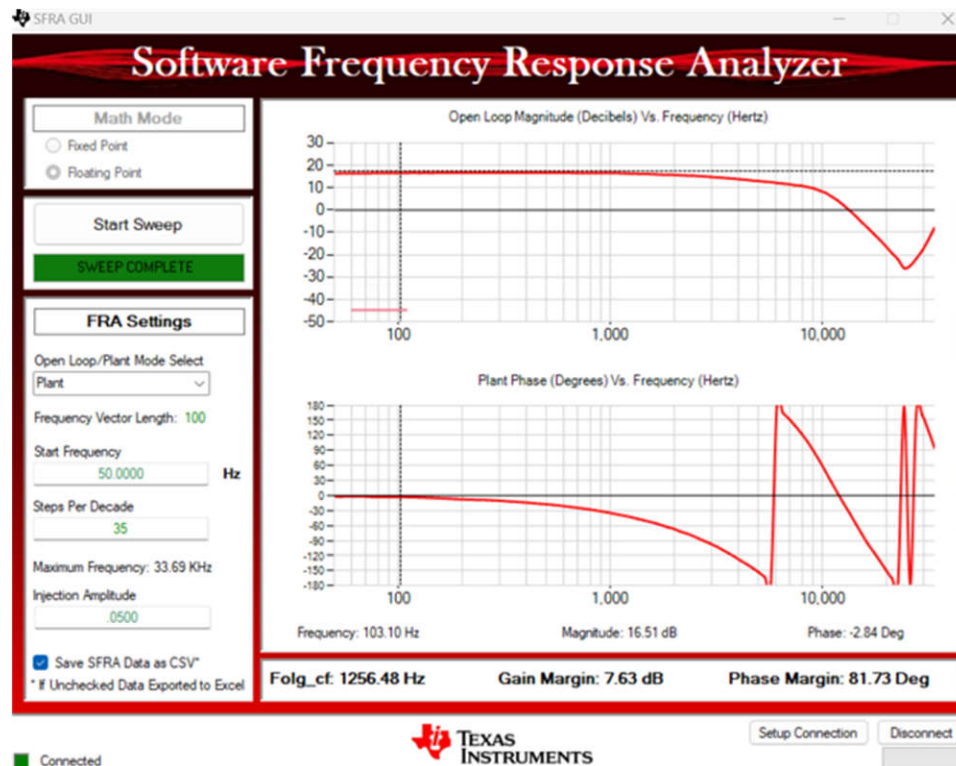 SFRA GUI
Software Frequency Response Analyzer
Math Mode
Fixed Point
Floating Point
Start Sweep
SWEEP COMPLETE
FRA Settings
Open Loop/Plant Mode Select
Plant
Frequency Vector Length: 100
Start Frequency
50.0000 Hz
Steps Per Decade
35
Maximum Frequency: 33.69 KHz
Injection Amplitude
.0500
Save SFRA Data as CSV*
* If Unchecked Data Exported to Excel
Open Loop Magnitude (Decibels) Vs. Frequency (Hertz)
30
20
10
0
-10
-20
-30
-40
-50
100 1,000 10,000
Plant Phase (Degrees) Vs. Frequency (Hertz)
180
150
120
90
60
30
0
-30
-60
-90
-120
-150
-180
100 1,000 10,000
Frequency: 103.10 Hz Magnitude: 16.51 dB Phase: -2.84 Deg
Folg_cf: 1256.48 Hz Gain Margin: 7.63 dB Phase Margin: 81.73 Deg
Connected
TEXAS
INSTRUMENTS
Setup Connection Disconnect